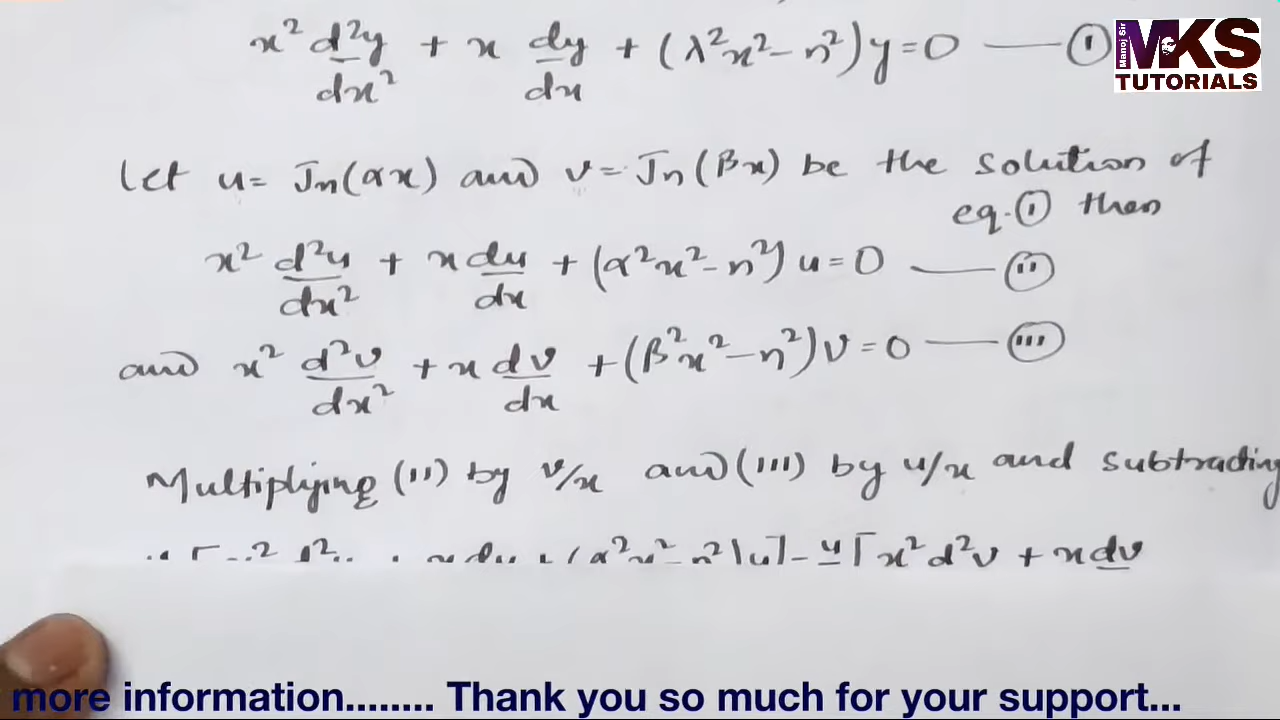 x² d²y/dx² + x dy/dx + (λ²x² - n²)y = 0 —— (i)
Manoj Sir
MKS
TUTORIALS
Let u = Jn(αx) and v = Jn(βx) be the solution of
eq. (i) then
x² d²u/dx² + x du/dx + (α²x² - n²) u = 0 —— (ii)
and x² d²v/dx² + x dv/dx + (β²x² - n²) v = 0 —— (iii)
Multiplying (ii) by v/x and (iii) by u/x and subtracting
x² d²v + x dv
more information........ Thank you so much for your support...